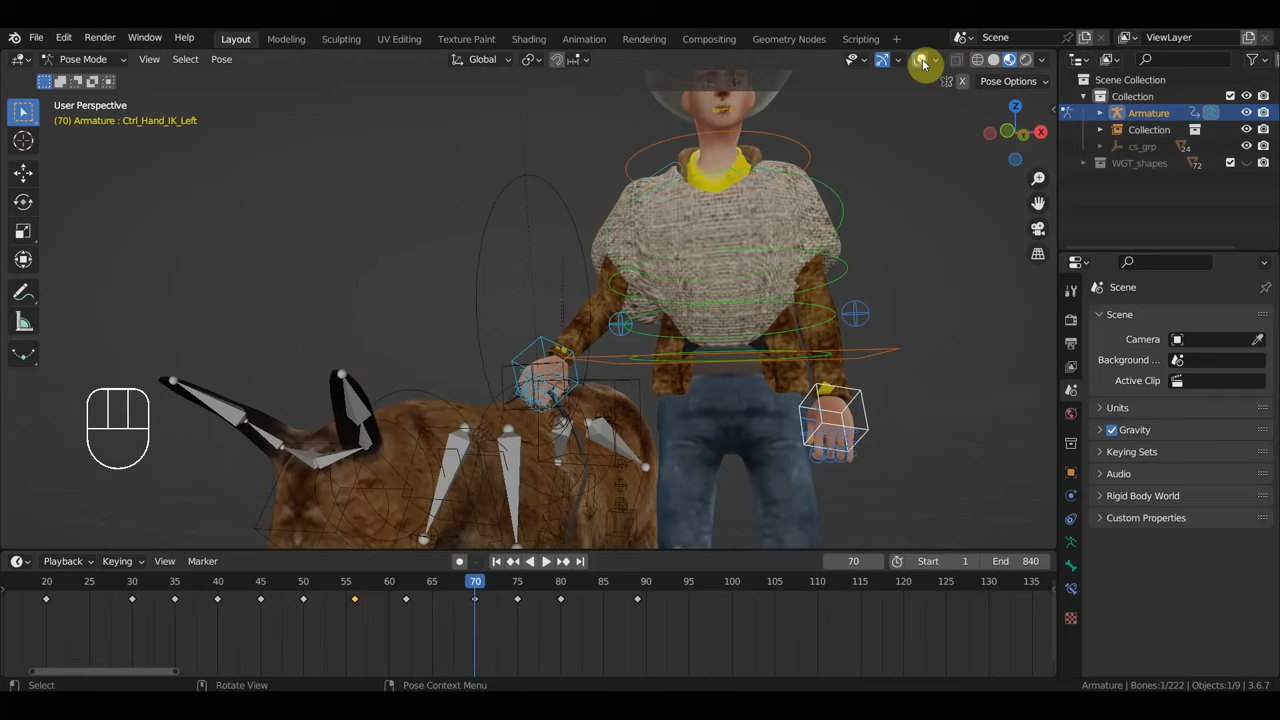 File Edit Render Window Help Layout Modeling Sculpting UV Editing Texture Paint Shading Animation Rendering Compositing Geometry Nodes Scripting + Scene ViewLayer
Pose Mode View Select Pose Global
X Pose Options
User Perspective
(70) Armature : Ctrl_Hand_IK_Left
Z
X
Y
Scene Collection
Collection
Armature
Collection
cs_grp 24
WGT_shapes 72
Scene
Scene
Camera
Background ...
Active Clip
Units
Gravity
Keying Sets
Audio
Rigid Body World
Custom Properties
Playback Keying View Marker 70 Start 1 End 840
20 25 30 35 40 45 50 55 60 65 70 75 80 85 90 95 100 105 110 115 120 125 130 135
Select Rotate View Pose Context Menu Armature | Bones:1/222 | Objects:1/9 | 3.6.7